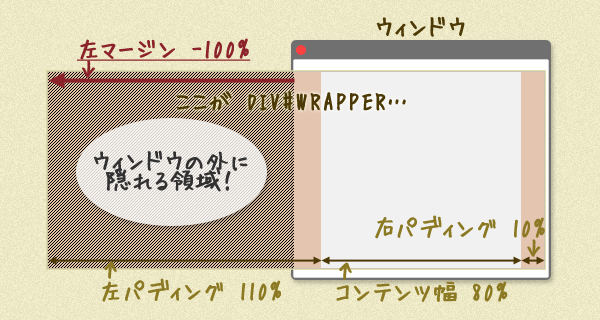 ウィンドウ
左マージン -100%
ここが DIV#WRAPPER…
ウィンドウの外に
隠れる領域!
右パディング 10%
左パディング 110%
コンテンツ幅 80%